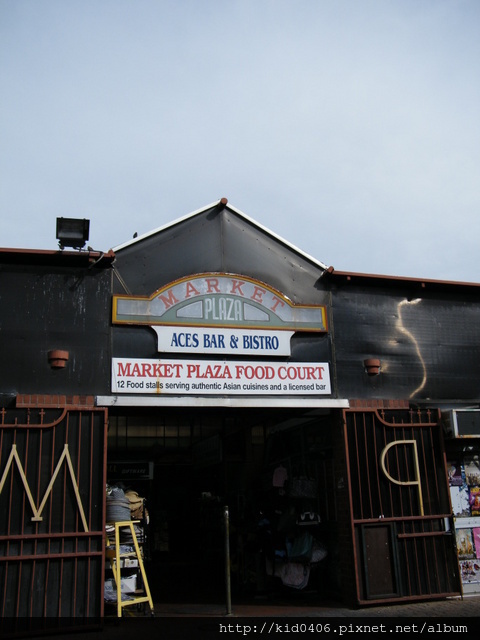 MARKET
PLAZA
ACES BAR & BISTRO
MARKET PLAZA FOOD COURT
12 Food stalls serving authentic Asian cuisines and a licensed bar
M P
http://kid0406.pixnet.net/album